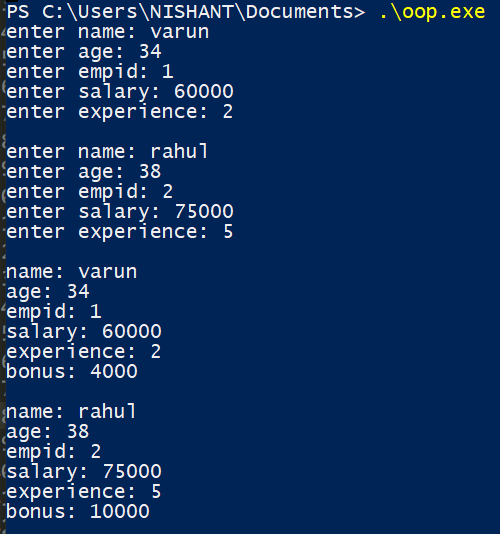 PS C:\Users\NISHANT\Documents> .\oop.exe
enter name: varun
enter age: 34
enter empid: 1
enter salary: 60000
enter experience: 2
enter name: rahul
enter age: 38
enter empid: 2
enter salary: 75000
enter experience: 5
name: varun
age: 34
empid: 1
salary: 60000
experience: 2
bonus: 4000
name: rahul
age: 38
empid: 2
salary: 75000
experience: 5
bonus: 10000